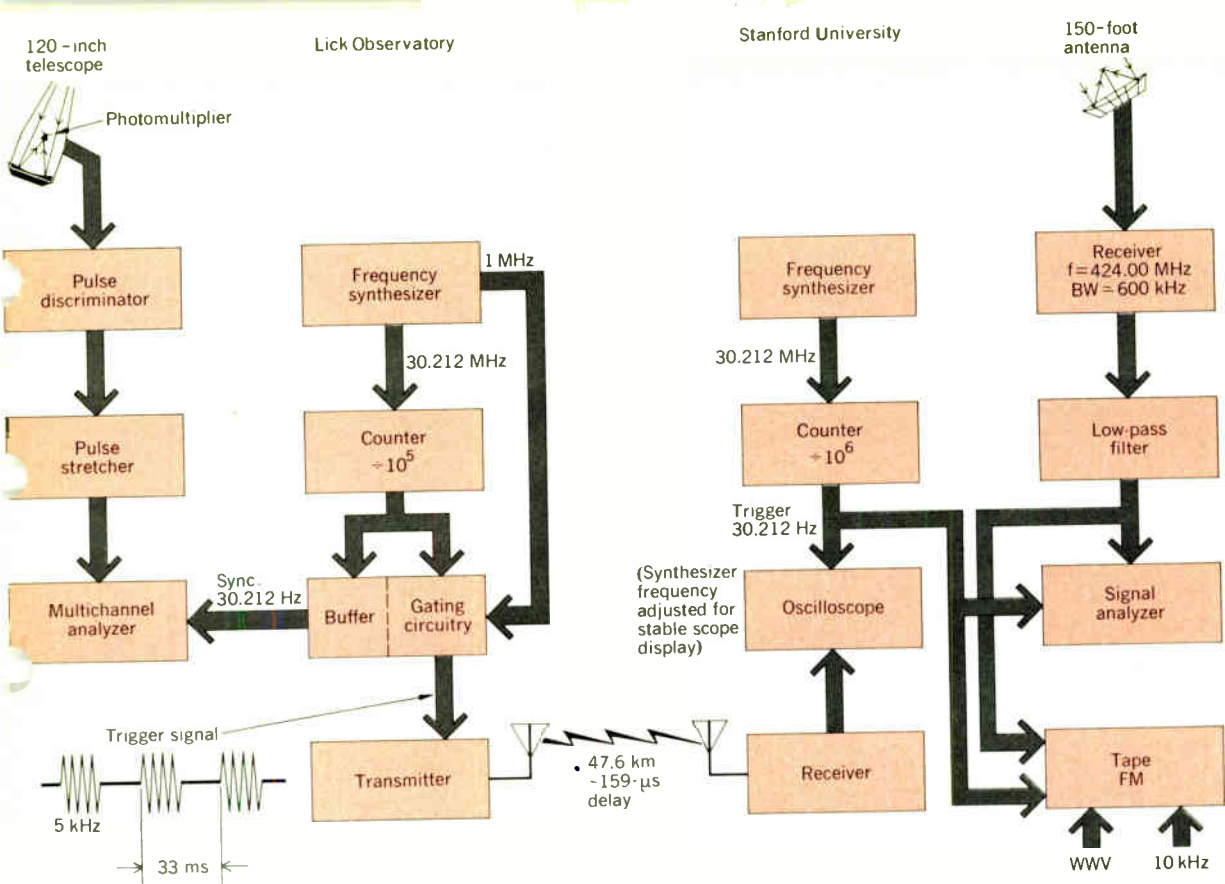 120-inch
telescope
Lick Observatory
Stanford University
150-foot
antenna
Photomultiplier
Pulse
discriminator
Frequency
synthesizer
1 MHz
Frequency
synthesizer
Receiver
f=424.00 MHz
BW = 600 kHz
30.212 MHz
30.212 MHz
Pulse
stretcher
Counter
÷10⁵
Counter
÷10⁶
Low-pass
filter
Trigger
30.212 Hz
Multichannel
analyzer
Sync.
30.212 Hz
Buffer
Gating
circuitry
(Synthesizer
frequency
adjusted for
stable scope
display)
Oscilloscope
Signal
analyzer
Trigger signal
5 kHz
33 ms
Transmitter
47.6 km
~159-μs
delay
Receiver
Tape
FM
WWV
10 kHz